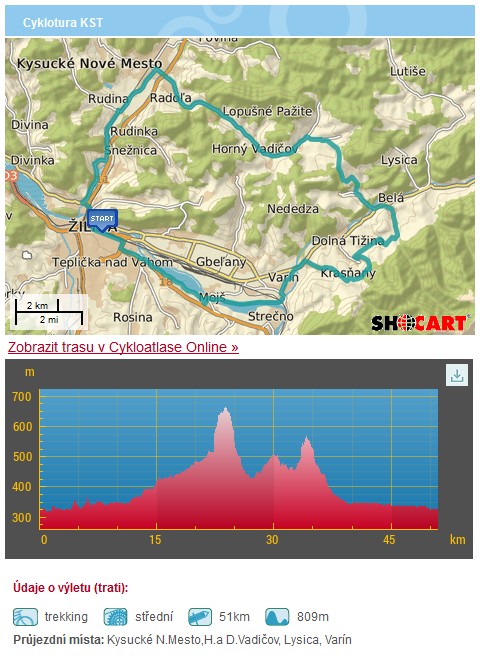 Cyklotura KST
Povina
Kysucké Nové Mesto
Lutiše
Rudina
Radoľa
Lopušné Pažite
Divina
Rudinka
Snežnica
Horný Vadičov
Divinka
Lysica
D3
11
Belá
START
Nededza
ŽILINA
Dolná Tižina
Teplička nad Váhom
Gbeľany
Varín
Krasňany
18
Mojš
2 km
2 mi
Rosina
Strečno
SHOCART
Zobrazit trasu v Cykloatlase Online »
m
700
600
500
400
300
0 15 30 45 km
Údaje o výletu (trati):
trekking střední 51km 809m
Průjezdní místa: Kysucké N.Mesto,H.a D.Vadičov, Lysica, Varín